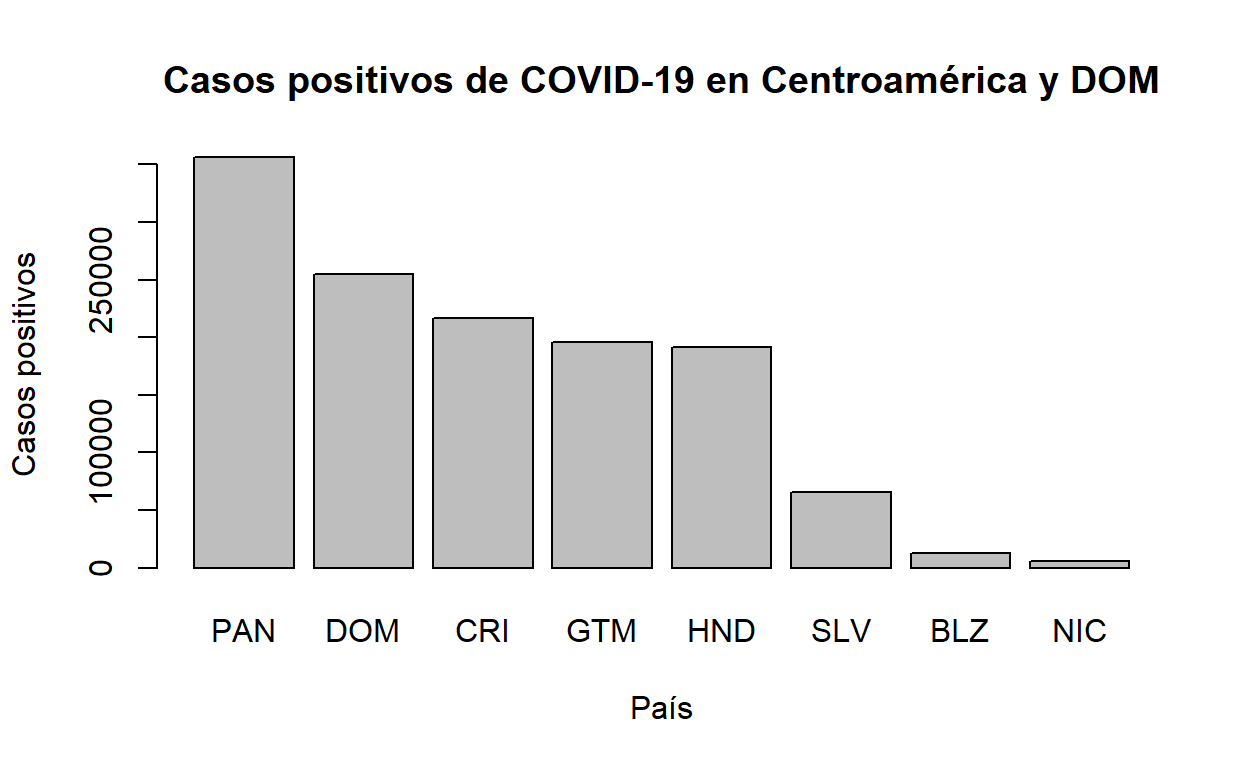 Casos positivos de COVID-19 en Centroamérica y DOM
Casos positivos
250000
100000
0
PAN DOM CRI GTM HND SLV BLZ NIC
País